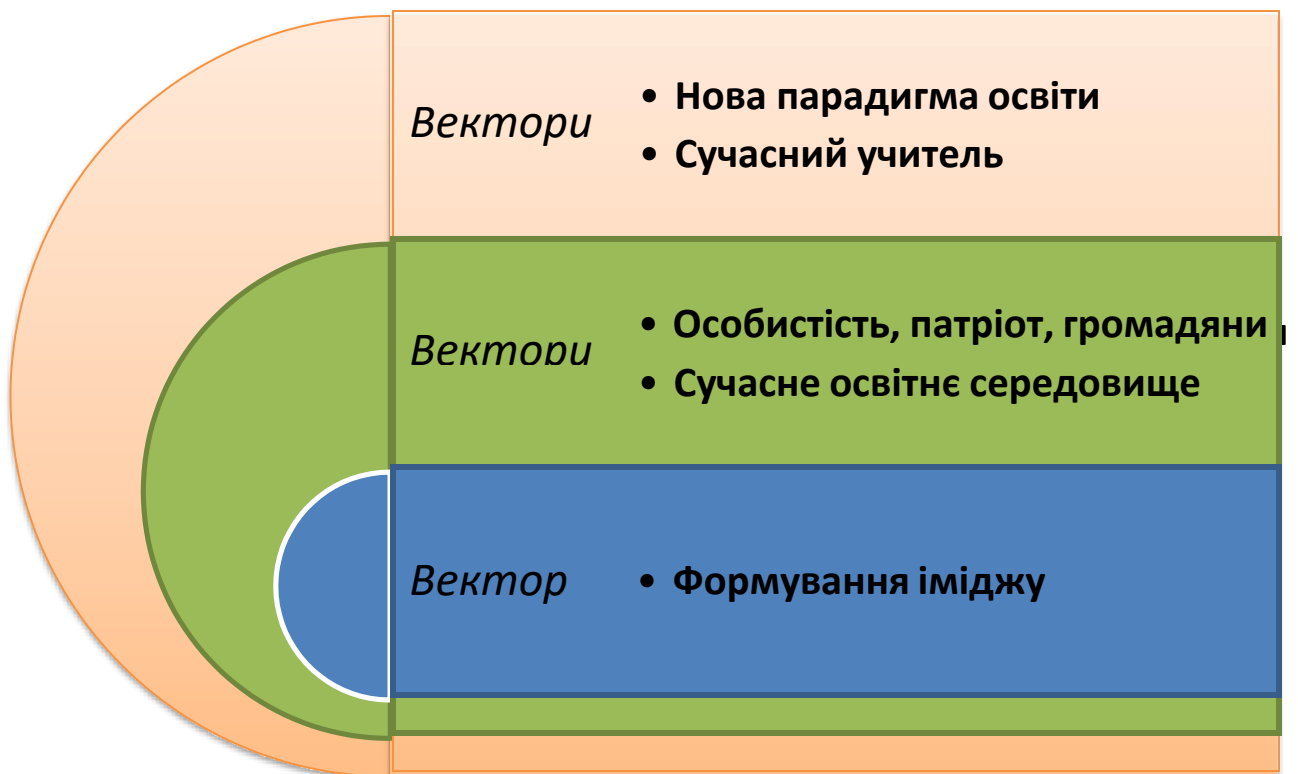 Вектори
• Нова парадигма освіти
• Сучасний учитель
Вектори
• Особистість, патріот, громадяни
• Сучасне освітнє середовище
Вектор
• Формування іміджу